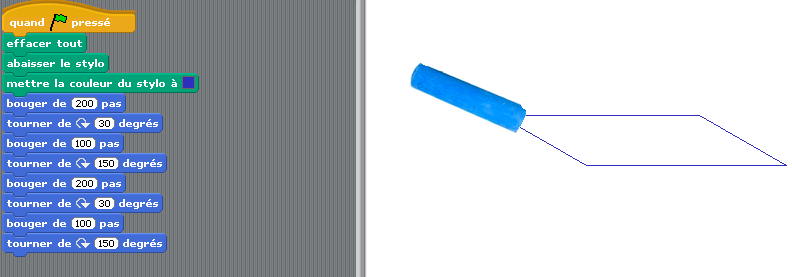 quand pressé
effacer tout
abaisser le stylo
mettre la couleur du stylo à
bouger de 200 pas
tourner de 30 degrés
bouger de 100 pas
tourner de 150 degrés
bouger de 200 pas
tourner de 30 degrés
bouger de 100 pas
tourner de 150 degrés